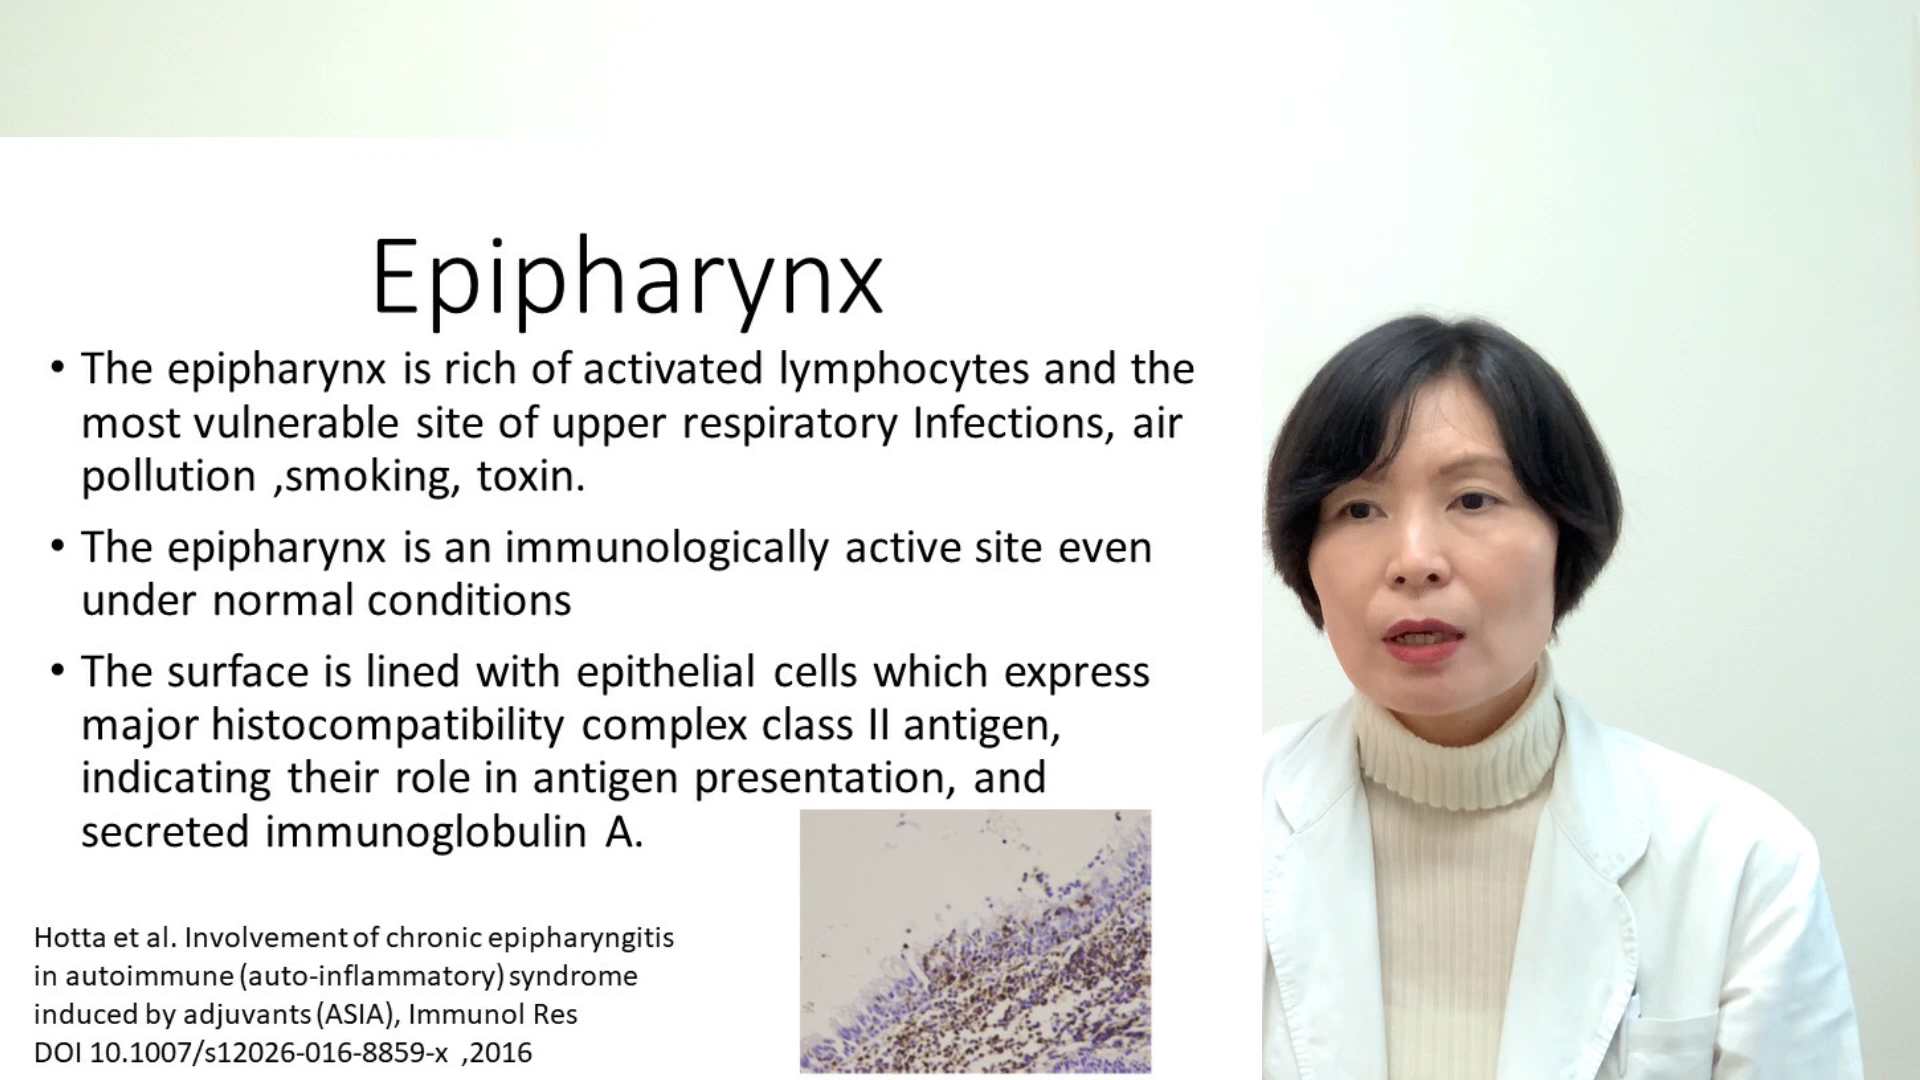 Epipharynx
• The epipharynx is rich of activated lymphocytes and the
most vulnerable site of upper respiratory Infections, air
pollution ,smoking, toxin.
• The epipharynx is an immunologically active site even
under normal conditions
• The surface is lined with epithelial cells which express
major histocompatibility complex class II antigen,
indicating their role in antigen presentation, and
secreted immunoglobulin A.
Hotta et al. Involvement of chronic epipharyngitis
in autoimmune (auto-inflammatory) syndrome
induced by adjuvants (ASIA), Immunol Res
DOI 10.1007/s12026-016-8859-x ,2016